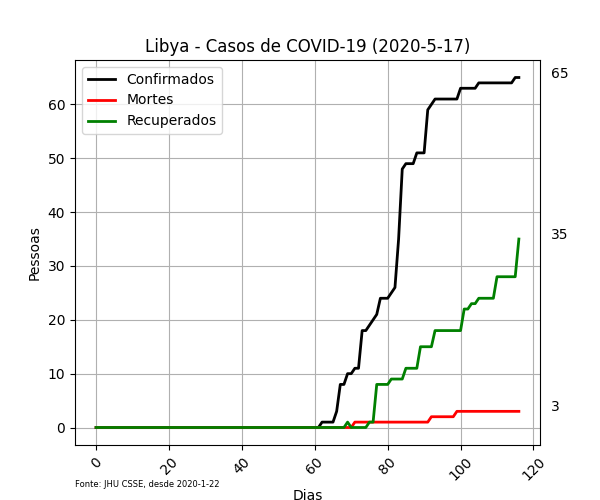 Libya - Casos de COVID-19 (2020-5-17)
Confirmados
Mortes
Recuperados
65
35
3
Pessoas
60
50
40
30
20
10
0
0 20 40 60 80 100 120
Fonte: JHU CSSE, desde 2020-1-22
Dias